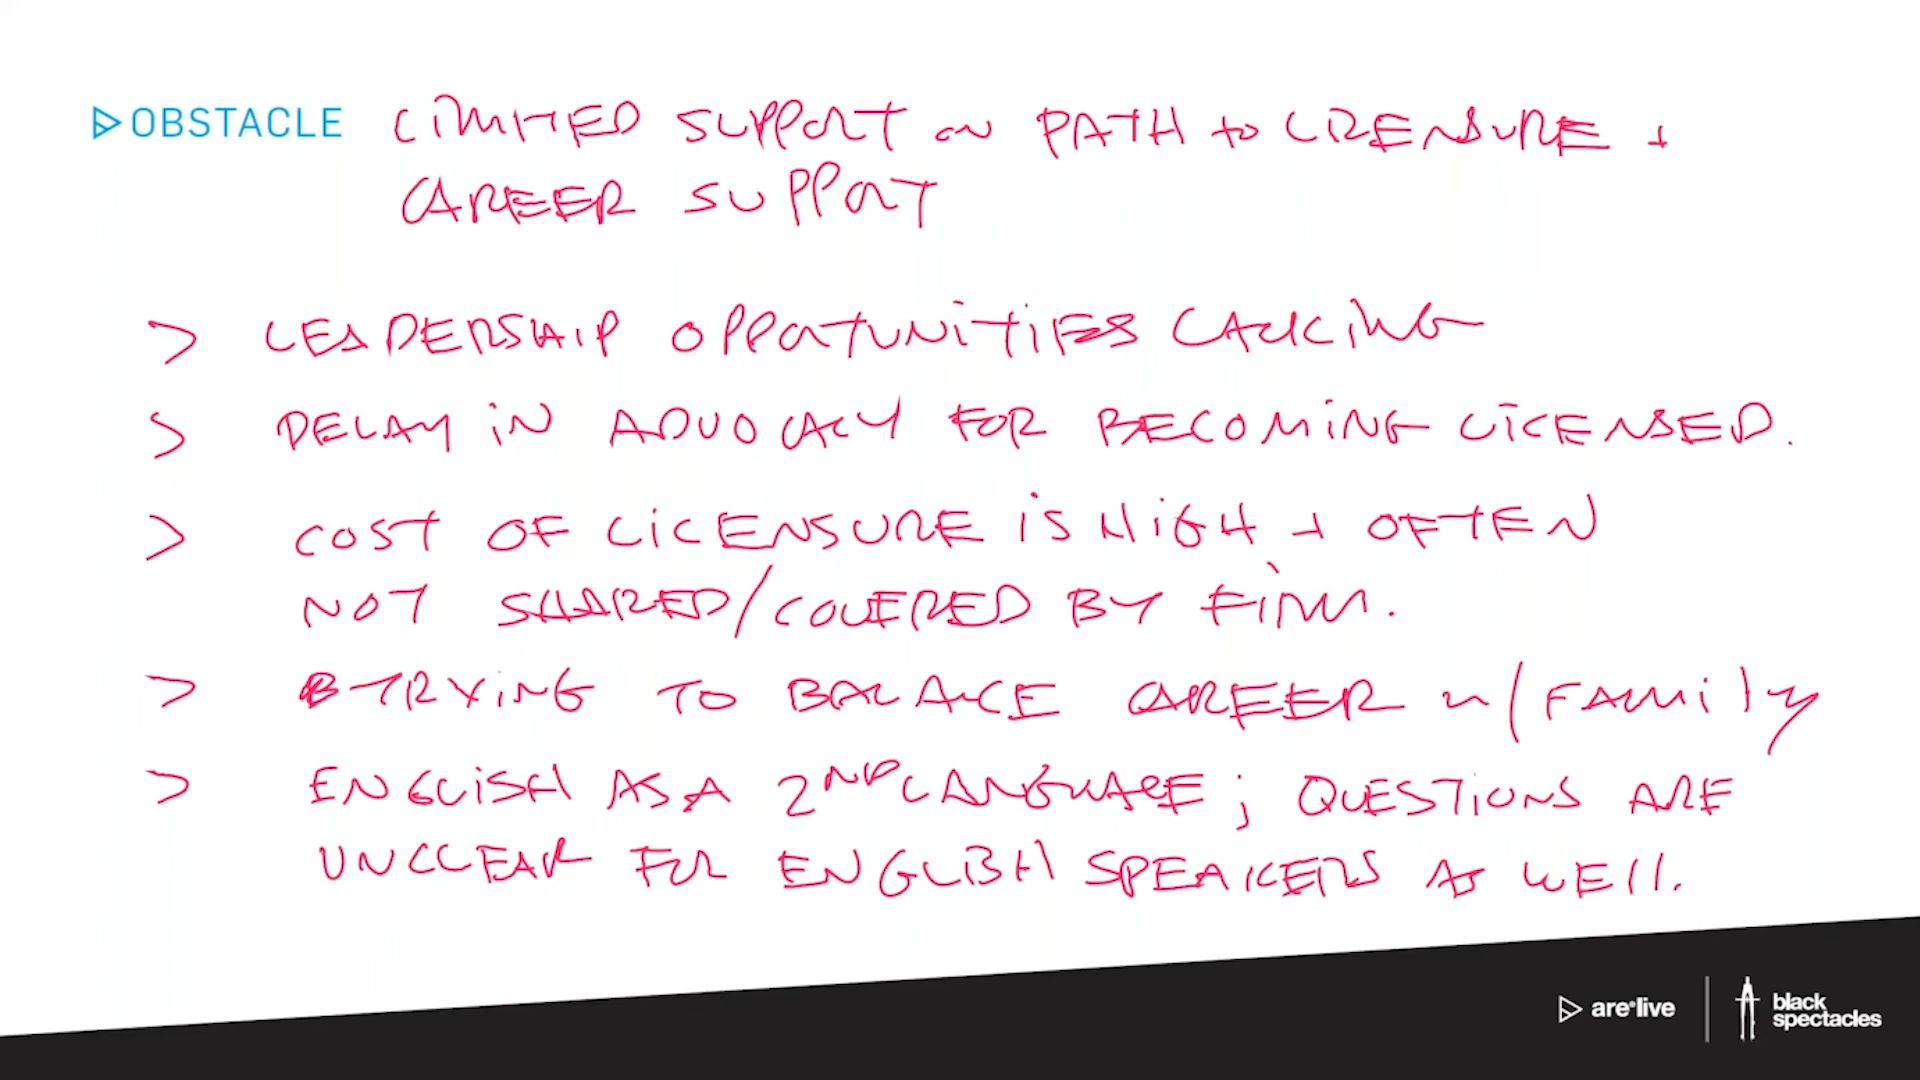 OBSTACLE LIMITED SUPPORT ON PATH TO LICENSURE +
CAREER SUPPORT
> LEADERSHIP OPPORTUNITIES LACKING
> DELAY IN ADVOCACY FOR BECOMING LICENSED.
> COST OF LICENSURE IS HIGH + OFTEN
NOT SHARED/COVERED BY FIRM.
> TRYING TO BALANCE CAREER W/ FAMILY
> ENGLISH AS A 2ND LANGUAGE; QUESTIONS ARE
UNCLEAR FOR ENGLISH SPEAKERS AS WELL.
are®live
black
spectacles